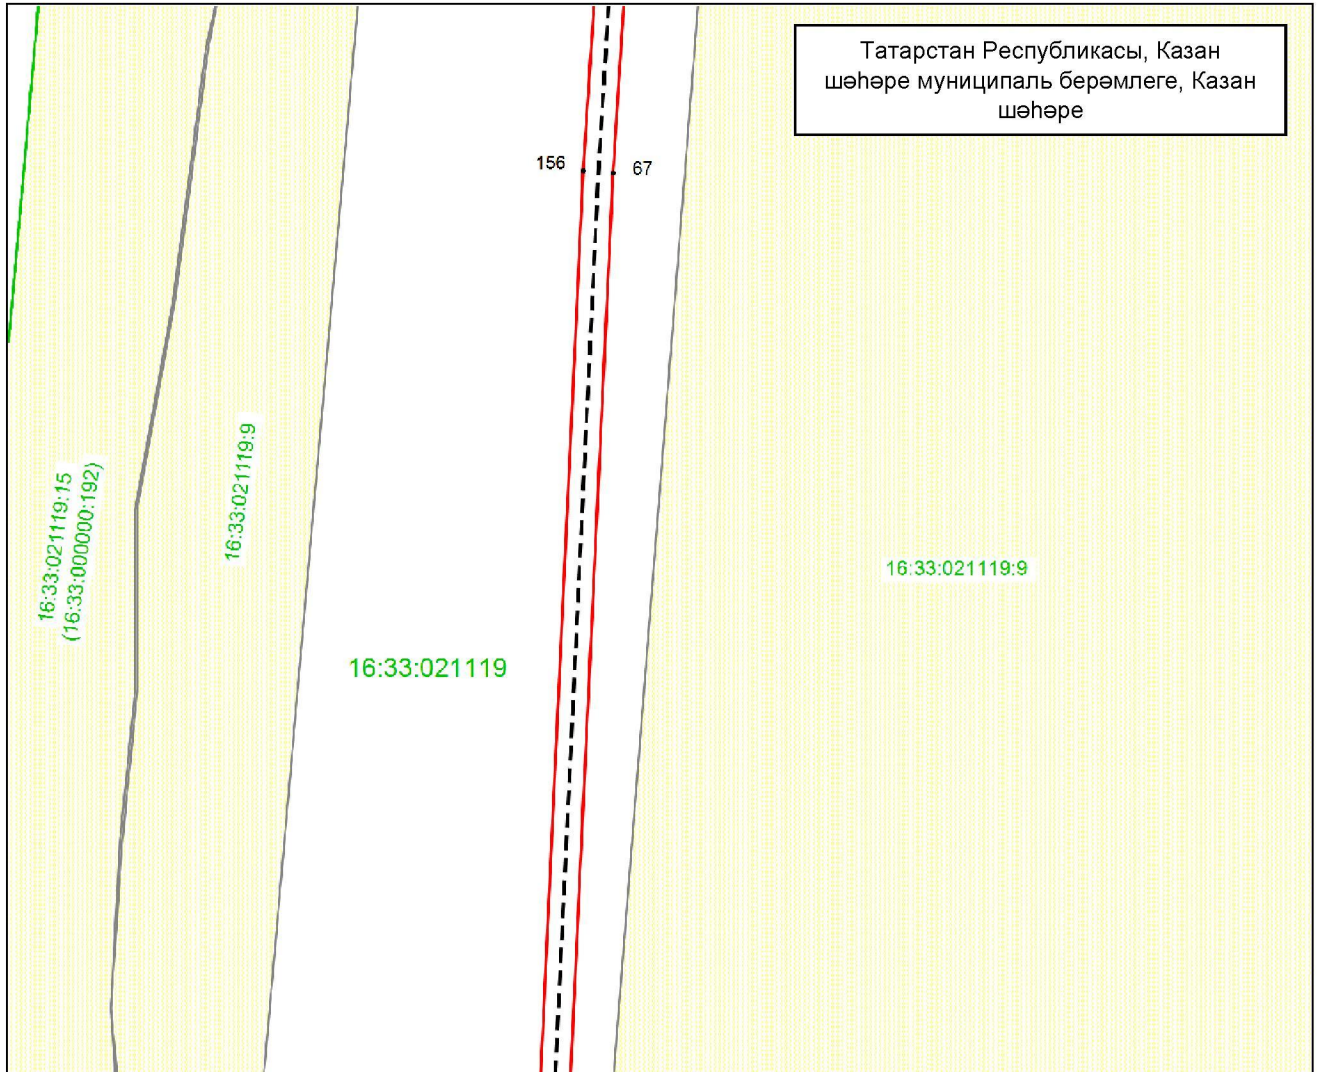 Татарстан Республикасы, Казан
шәһәре муниципаль берәмлеге, Казан
шәһәре
156
67
16:33:021119:9
16:33:021119:15
(16:33:000000:192)
16:33:021119:9
16:33:021119